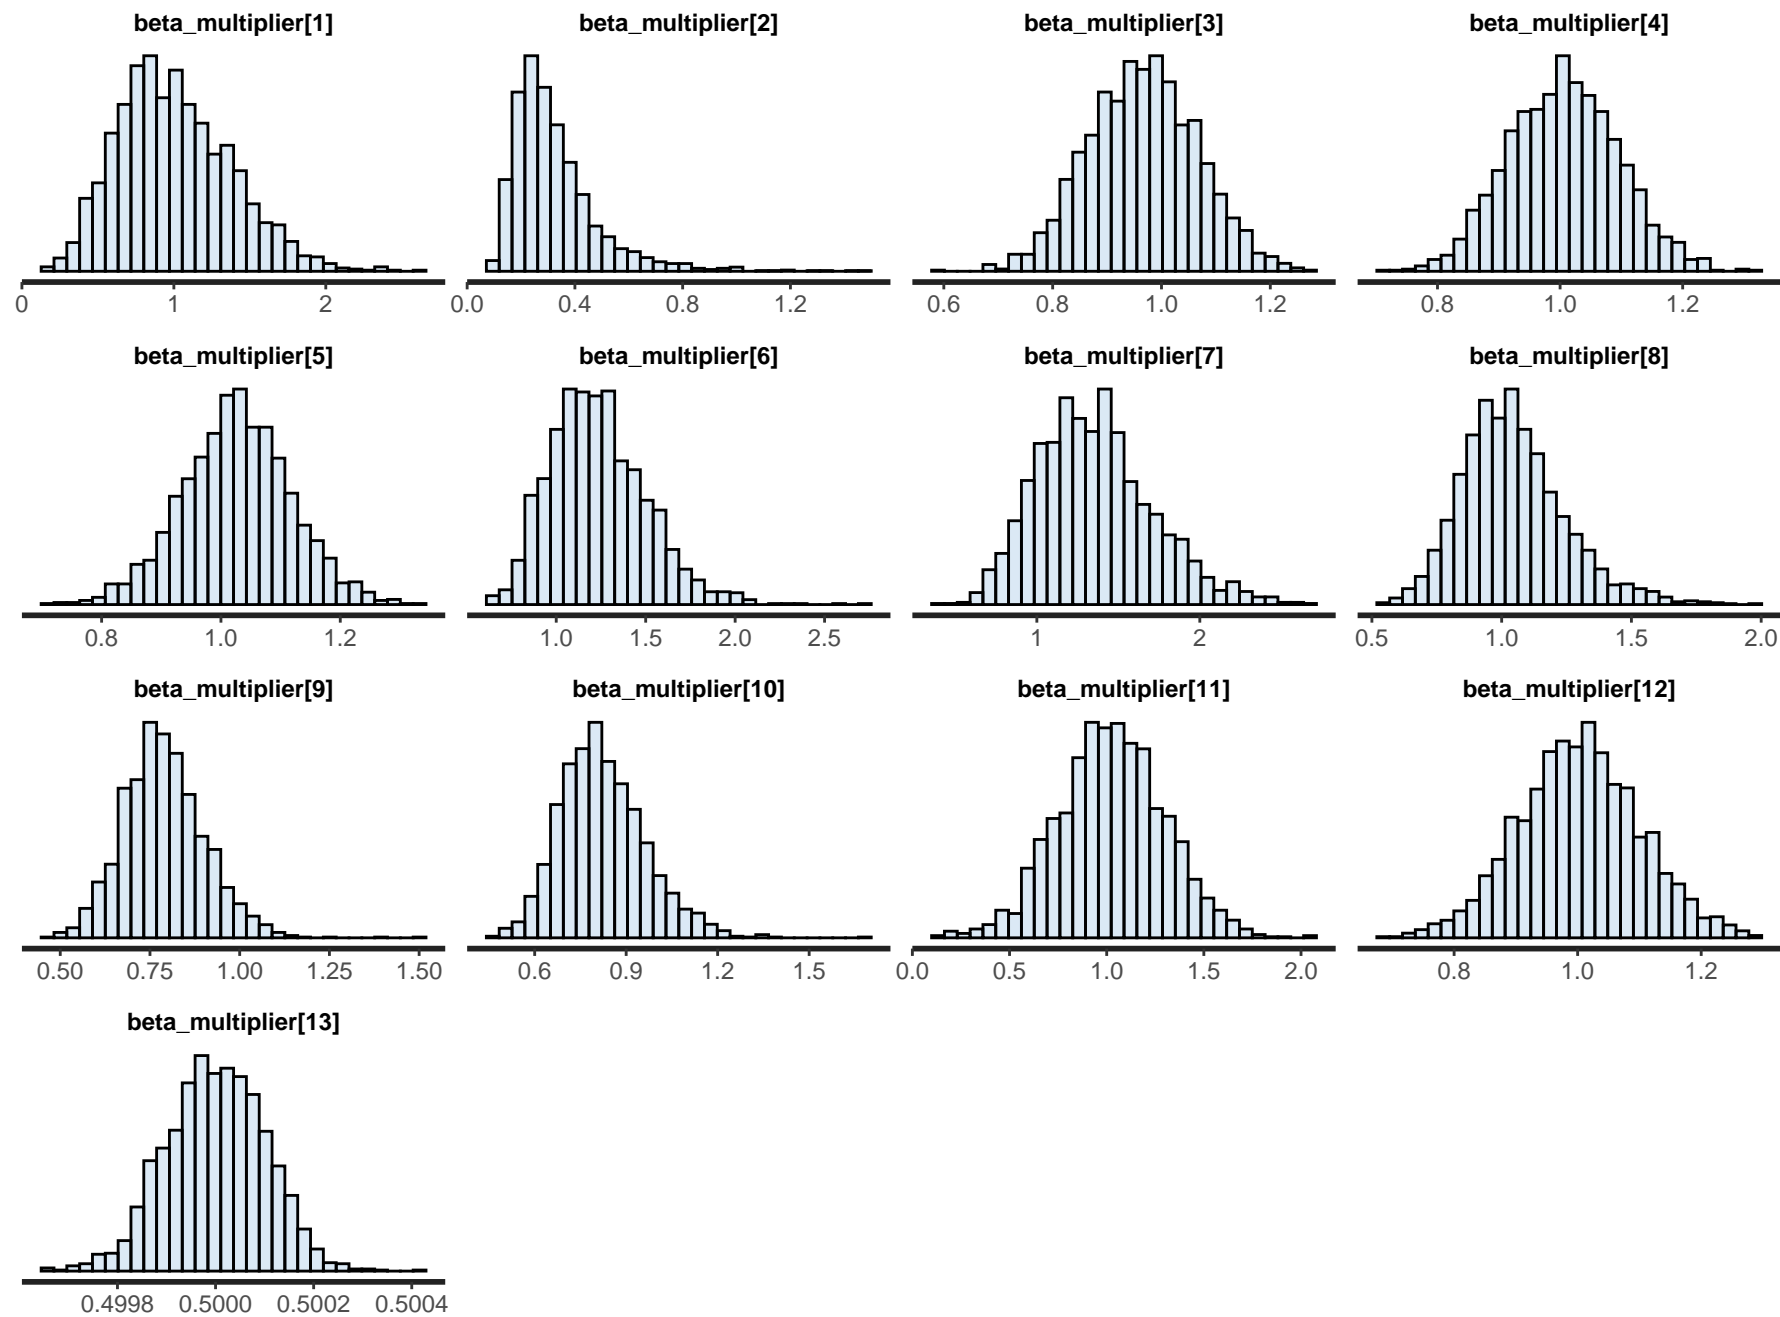 beta_multiplier[1] beta_multiplier[2] beta_multiplier[3] beta_multiplier[4]
0 1 2 0.0 0.4 0.8 1.2 0.6 0.8 1.0 1.2 0.8 1.0 1.2
beta_multiplier[5] beta_multiplier[6] beta_multiplier[7] beta_multiplier[8]
0.8 1.0 1.2 1.0 1.5 2.0 2.5 1 2 0.5 1.0 1.5 2.0
beta_multiplier[9] beta_multiplier[10] beta_multiplier[11] beta_multiplier[12]
0.50 0.75 1.00 1.25 1.50 0.6 0.9 1.2 1.5 0.0 0.5 1.0 1.5 2.0 0.8 1.0 1.2
beta_multiplier[13]
0.4998 0.5000 0.5002 0.5004